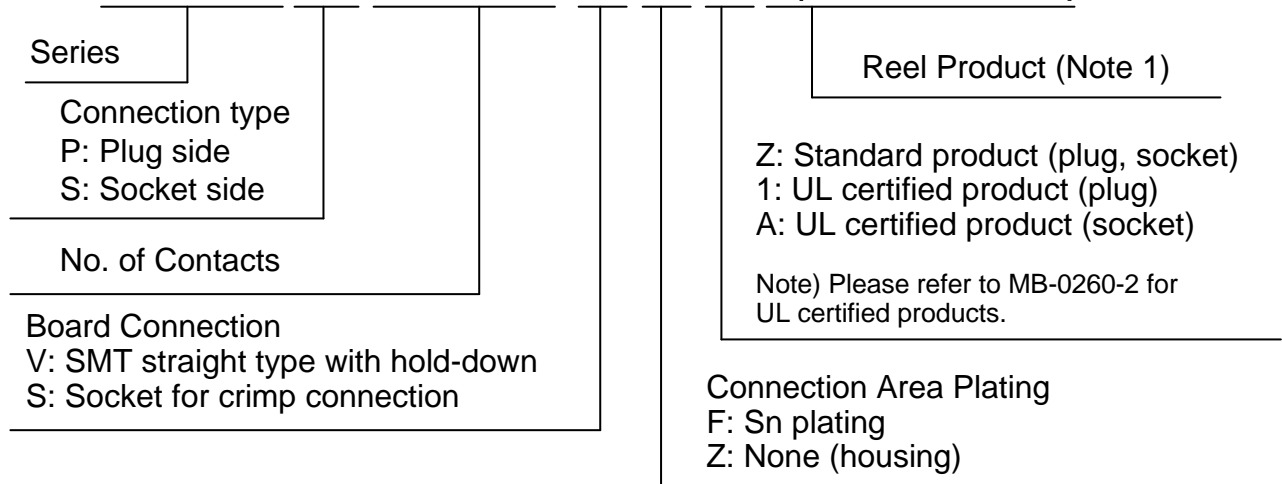 Series
Connection type
P: Plug side
S: Socket side
No. of Contacts
Board Connection
V: SMT straight type with hold-down
S: Socket for crimp connection
Reel Product (Note 1)
Z: Standard product (plug, socket)
1: UL certified product (plug)
A: UL certified product (socket)
Note) Please refer to MB-0260-2 for
UL certified products.
Connection Area Plating
F: Sn plating
Z: None (housing)